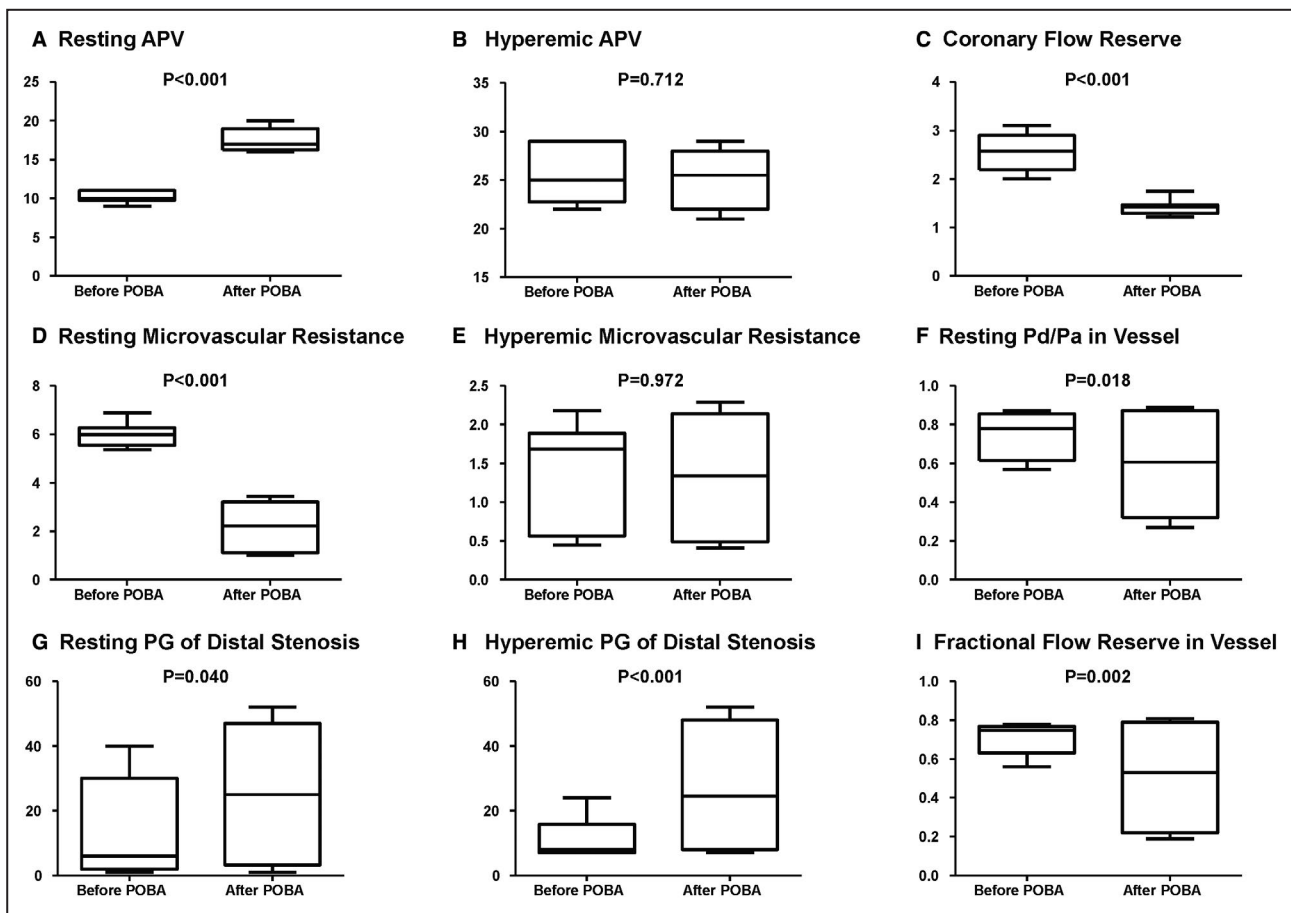 A Resting APV
P<0.001
25
20
15
10
5
0
Before POBA
After POBA
B Hyperemic APV
P=0.712
35
30
25
20
15
Before POBA
After POBA
C Coronary Flow Reserve
P<0.001
4
3
2
1
0
Before POBA
After POBA
D Resting Microvascular Resistance
P<0.001
8
6
4
2
0
Before POBA
After POBA
E Hyperemic Microvascular Resistance
P=0.972
2.5
2.0
1.5
1.0
0.5
0.0
Before POBA
After POBA
F Resting Pd/Pa in Vessel
P=0.018
1.0
0.8
0.6
0.4
0.2
0.0
Before POBA
After POBA
G Resting PG of Distal Stenosis
P=0.040
60
40
20
0
Before POBA
After POBA
H Hyperemic PG of Distal Stenosis
P<0.001
60
40
20
0
Before POBA
After POBA
I Fractional Flow Reserve in Vessel
P=0.002
1.0
0.8
0.6
0.4
0.2
0.0
Before POBA
After POBA